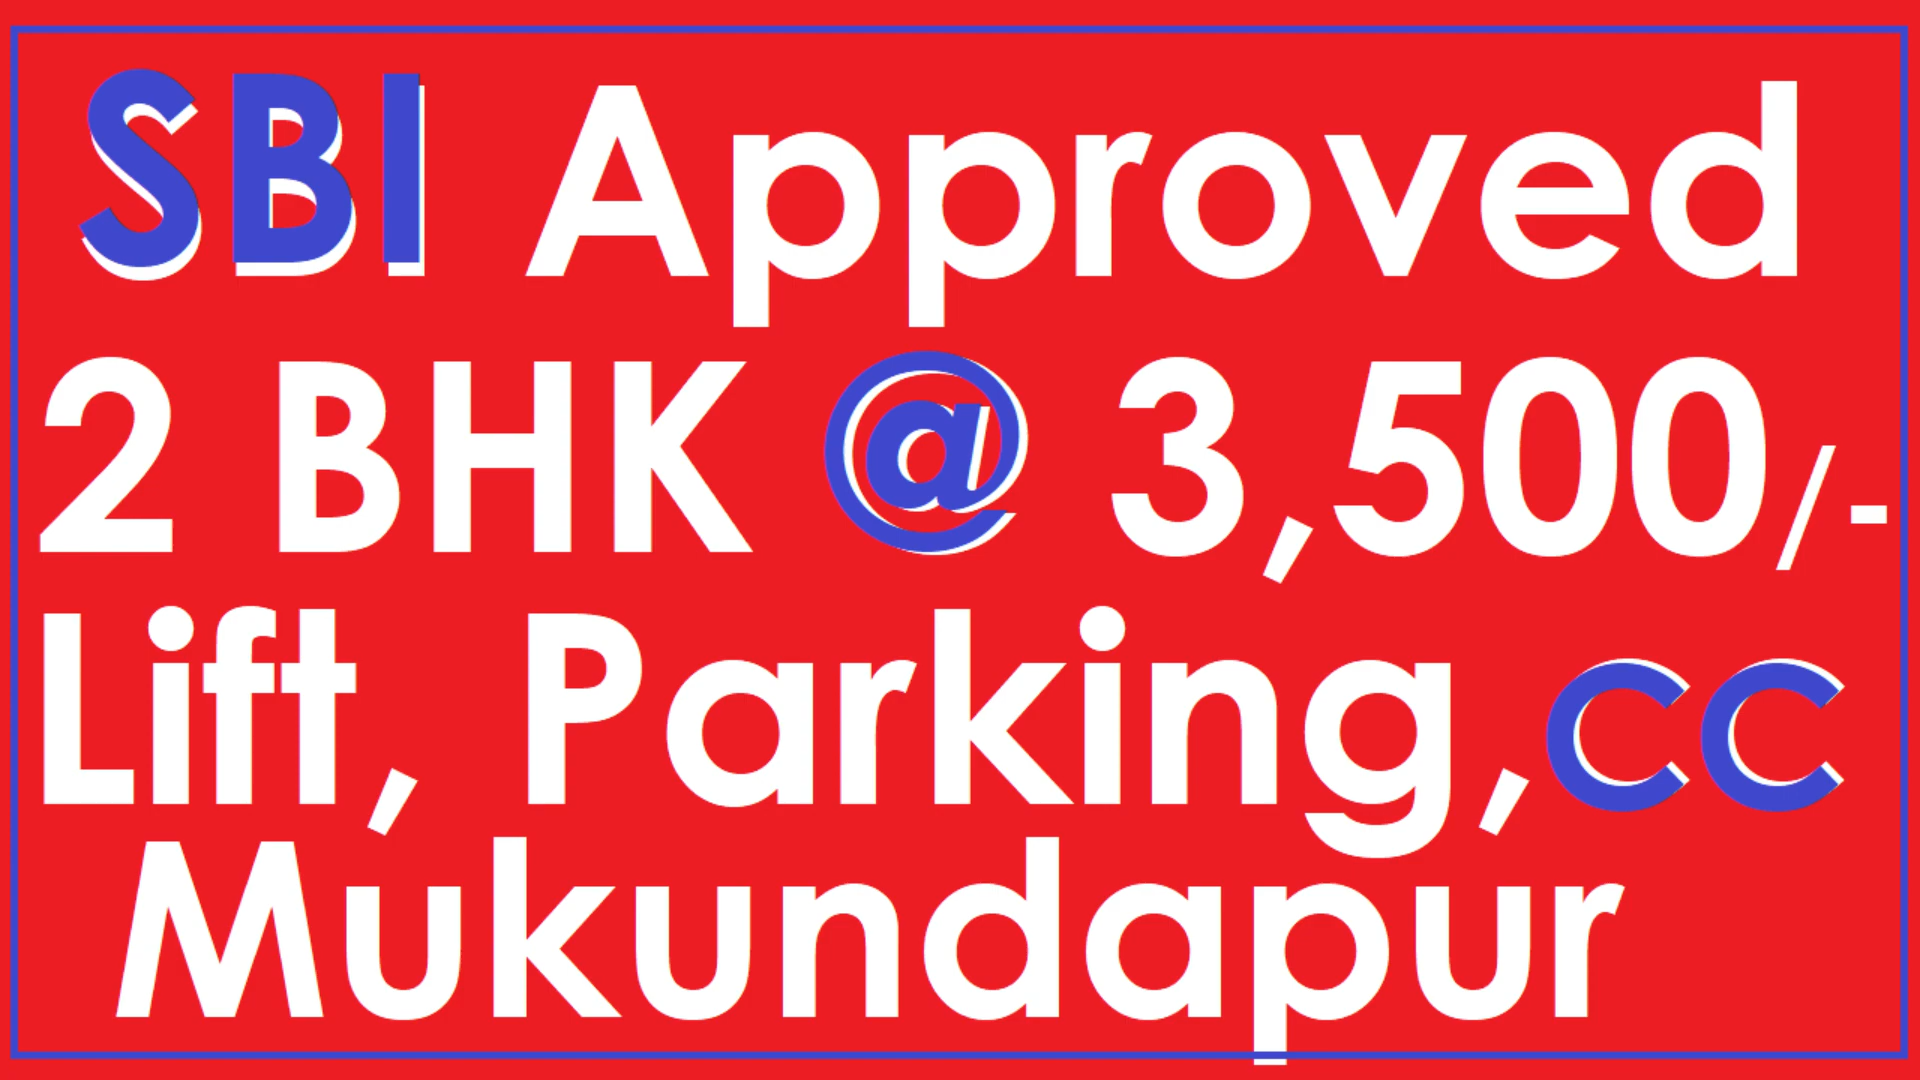 SBI Approved
2 BHK @ 3,500/-
Lift, Parking,CC
Mukundapur